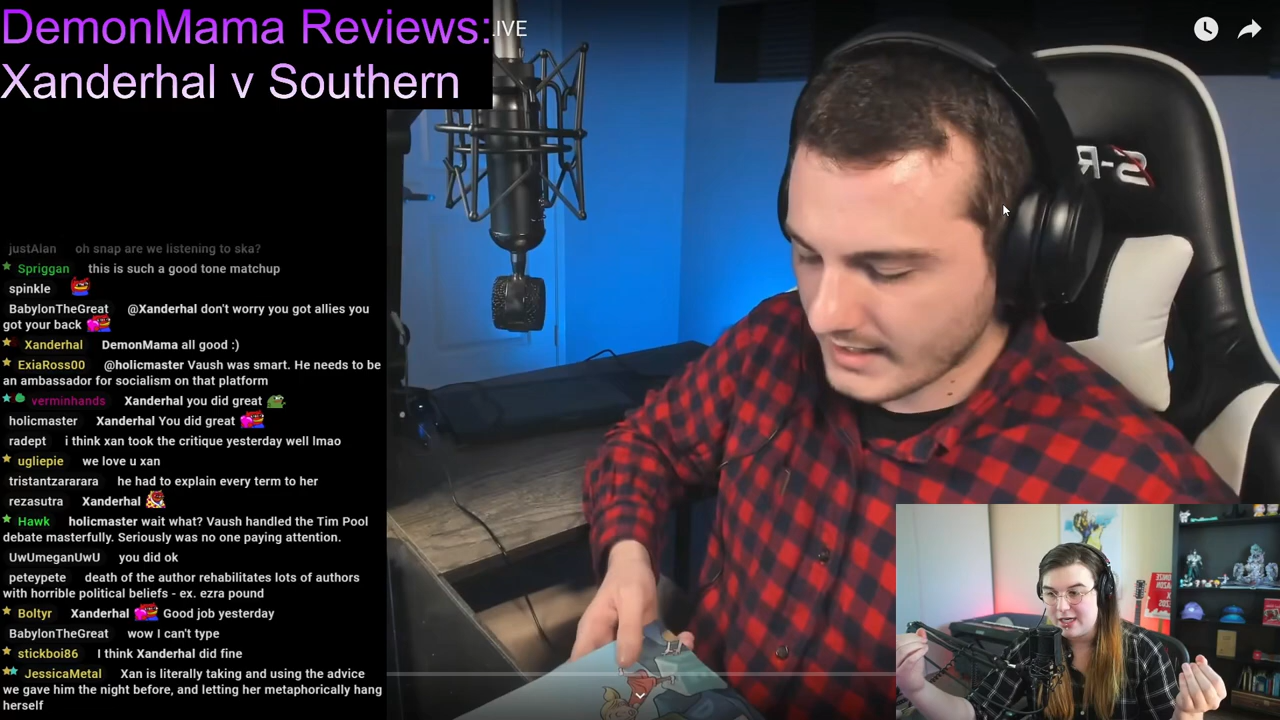 DemonMama Reviews:
LIVE
Xanderhal v Southern
S-R
justAlan oh snap are we listening to ska?
Spriggan this is such a good tone matchup
spinkle
BabylonTheGreat @Xanderhal don't worry you got allies you
got your back
Xanderhal DemonMama all good :)
ExiaRoss00 @holicmaster Vaush was smart. He needs to be
an ambassador for socialism on that platform
verminhands Xanderhal you did great
holicmaster Xanderhal You did great
radept i think xan took the critique yesterday well lmao
ugliepie we love u xan
tristantzararara he had to explain every term to her
rezasutra Xanderhal
Hawk holicmaster wait what? Vaush handled the Tim Pool
debate masterfully. Seriously was no one paying attention.
UwUmeganUwU you did ok
peteypete death of the author rehabilitates lots of authors
with horrible political beliefs - ex. ezra pound
Boltyr Xanderhal Good job yesterday
BabylonTheGreat wow I can't type
stickboi86 I think Xanderhal did fine
JessicaMetal Xan is literally taking and using the advice
we gave him the night before, and letting her metaphorically hang
herself